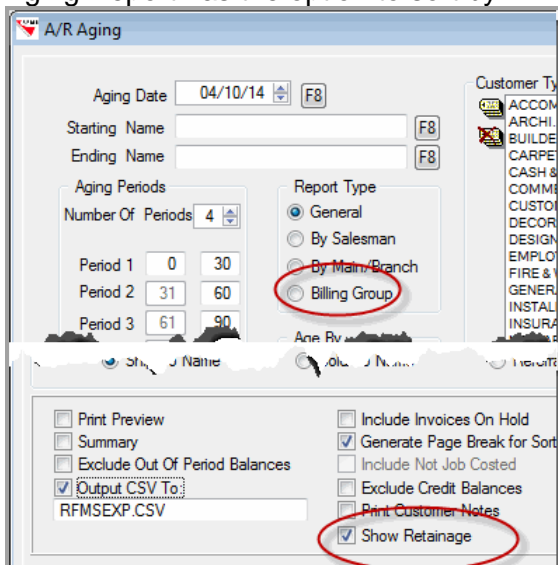 A/R Aging
Aging Date 04/10/14 F8
Starting Name F8
Ending Name F8
Aging Periods
Number Of Periods 4
Period 1 0 30
Period 2 31 60
Period 3 61 90
Report Type
General
By Salesman
By Main/Branch
Billing Group
Age By
Customer Ty
ACCOM
ARCHI.
BUILDE
CARPET
CASH &
COMME
CUSTO
DECOR
DESIGN
EMPLO
FIRE & W
GENER
INSTAL
INSURA
Name
Print Preview
Summary
Exclude Out Of Period Balances
Output CSV To:
RFMSEXP.CSV
Include Invoices On Hold
Generate Page Break for Sort
Include Not Job Costed
Exclude Credit Balances
Print Customer Notes
Show Retainage